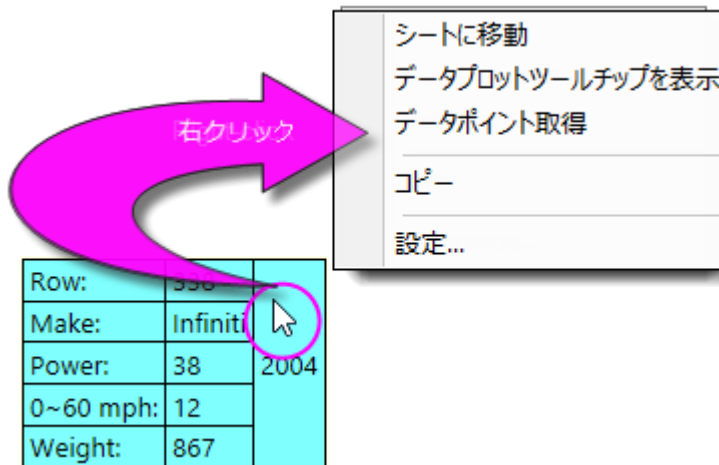 シートに移動
データプロットツールチップを表示
データポイント取得
コピー
設定...
右クリック
Row: 338
Make: Infiniti
Power: 38 2004
0~60 mph: 12
Weight: 867